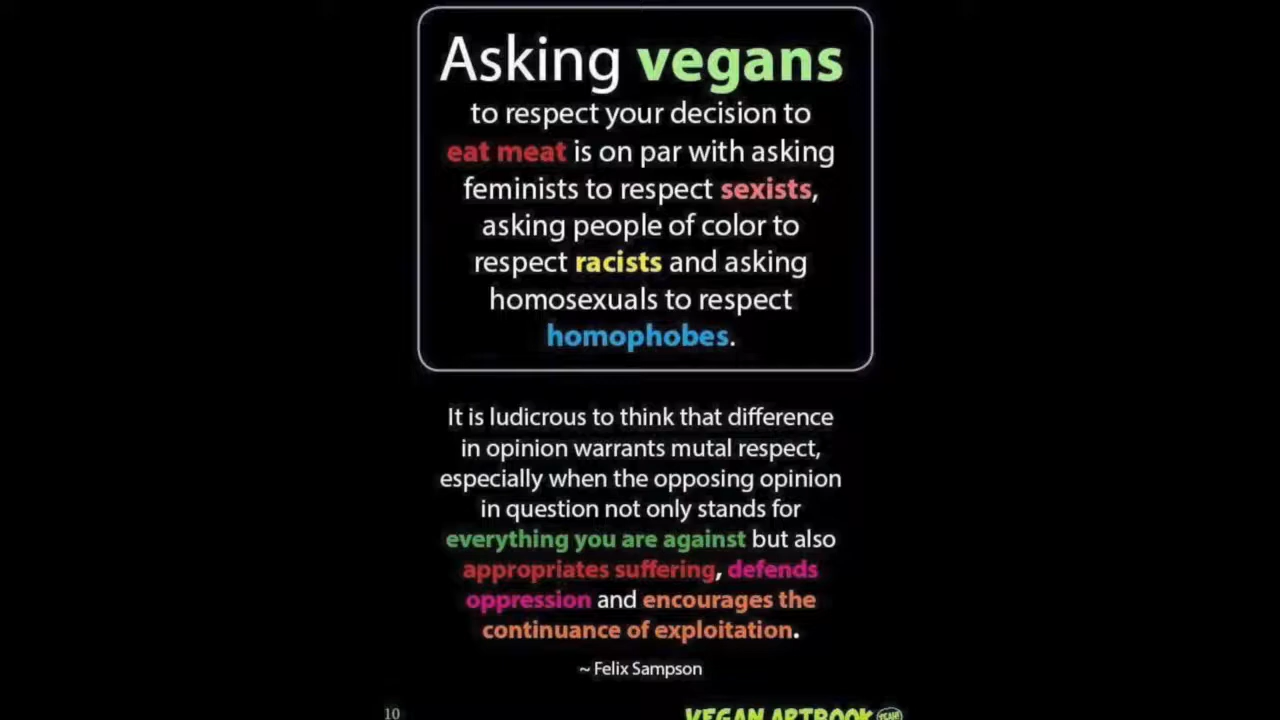 Asking vegans
to respect your decision to
eat meat is on par with asking
feminists to respect sexists,
asking people of color to
respect racists and asking
homosexuals to respect
homophobes.
It is ludicrous to think that difference
in opinion warrants mutal respect,
especially when the opposing opinion
in question not only stands for
everything you are against but also
appropriates suffering, defends
oppression and encourages the
continuance of exploitation.
~ Felix Sampson
10
VEGAN ARTBOOK